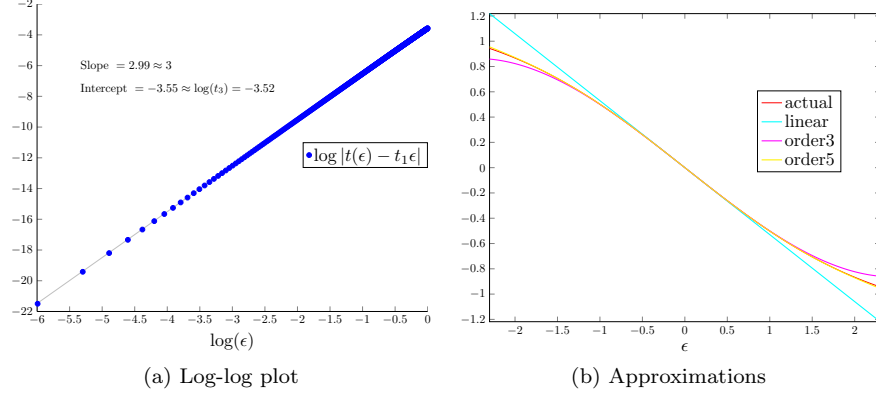 −2
−4
−6
−8
−10
−12
−14
−16
−18
−20
−22
−6 −5.5 −5 −4.5 −4 −3.5 −3 −2.5 −2 −1.5 −1 −0.5 0
log(ϵ)
Slope = 2.99 ≈ 3
Intercept = −3.55 ≈ log(t₃) = −3.52
log |t(ϵ) − t₁ϵ|
(a) Log-log plot
1.2
1
0.8
0.6
0.4
0.2
0
−0.2
−0.4
−0.6
−0.8
−1
−1.2
−2 −1.5 −1 −0.5 0 0.5 1 1.5 2
ϵ
actual
linear
order3
order5
(b) Approximations